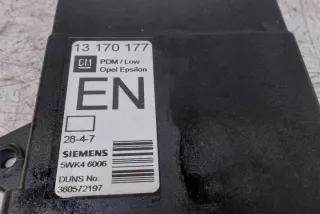 13 170 177
GM
PDM / Low
Opel Epsilon
EN
28-4-7
SIEMENS
5WK4 6006
DUNS No:
360572197